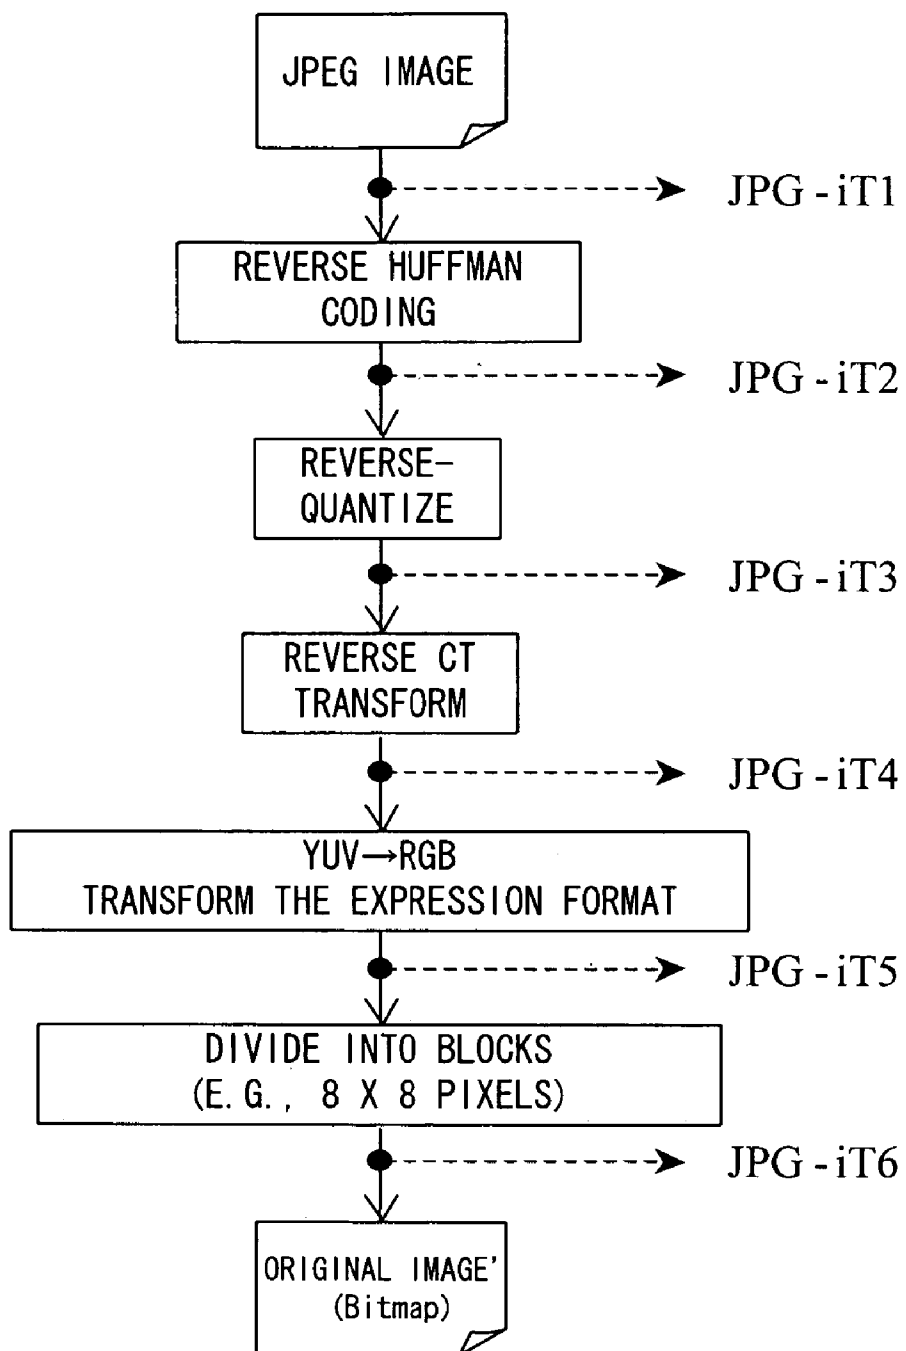 JPEG IMAGE
JPG-iT1
REVERSE HUFFMAN
CODING
JPG-iT2
REVERSE-
QUANTIZE
JPG-iT3
REVERSE CT
TRANSFORM
JPG-iT4
YUV→RGB
TRANSFORM THE EXPRESSION FORMAT
JPG-iT5
DIVIDE INTO BLOCKS
(E.G., 8 X 8 PIXELS)
JPG-iT6
ORIGINAL IMAGE'
(Bitmap)